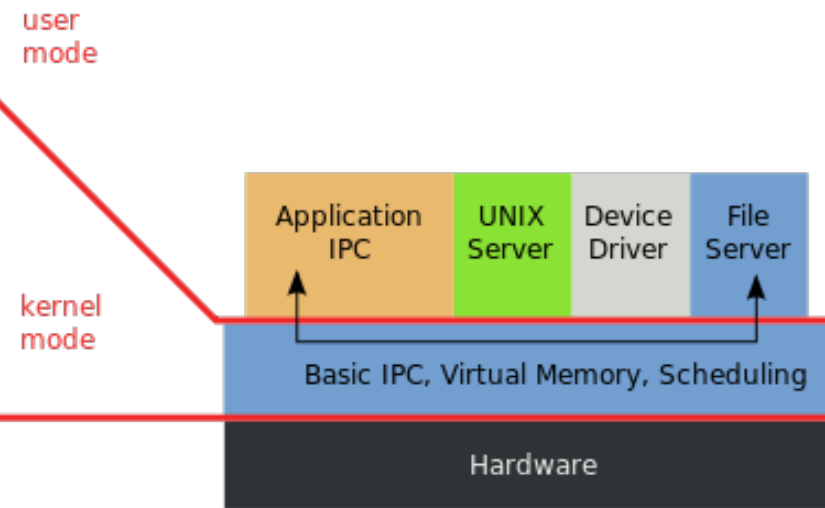 user
mode
Application
IPC
UNIX
Server
Device
Driver
File
Server
kernel
mode
Basic IPC, Virtual Memory, Scheduling
Hardware